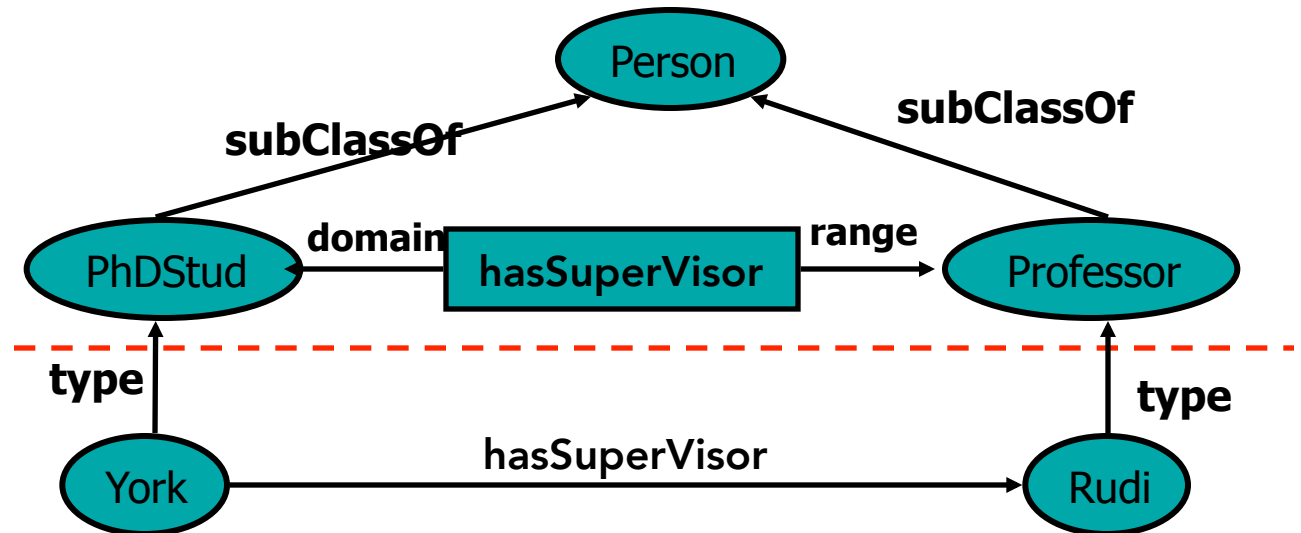 Person
subClassOf
subClassOf
domain
range
PhDStud
hasSuperVisor
Professor
type
type
hasSuperVisor
York
Rudi